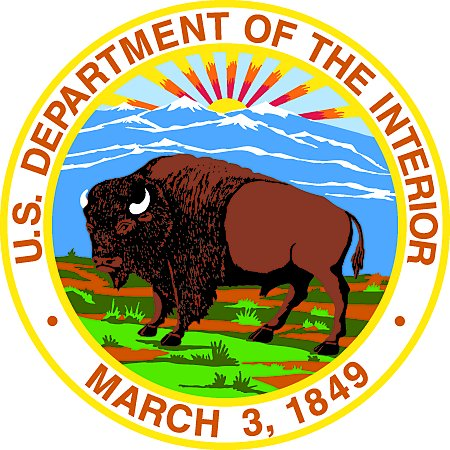 U.S. DEPARTMENT OF THE INTERIOR
MARCH 3, 1849